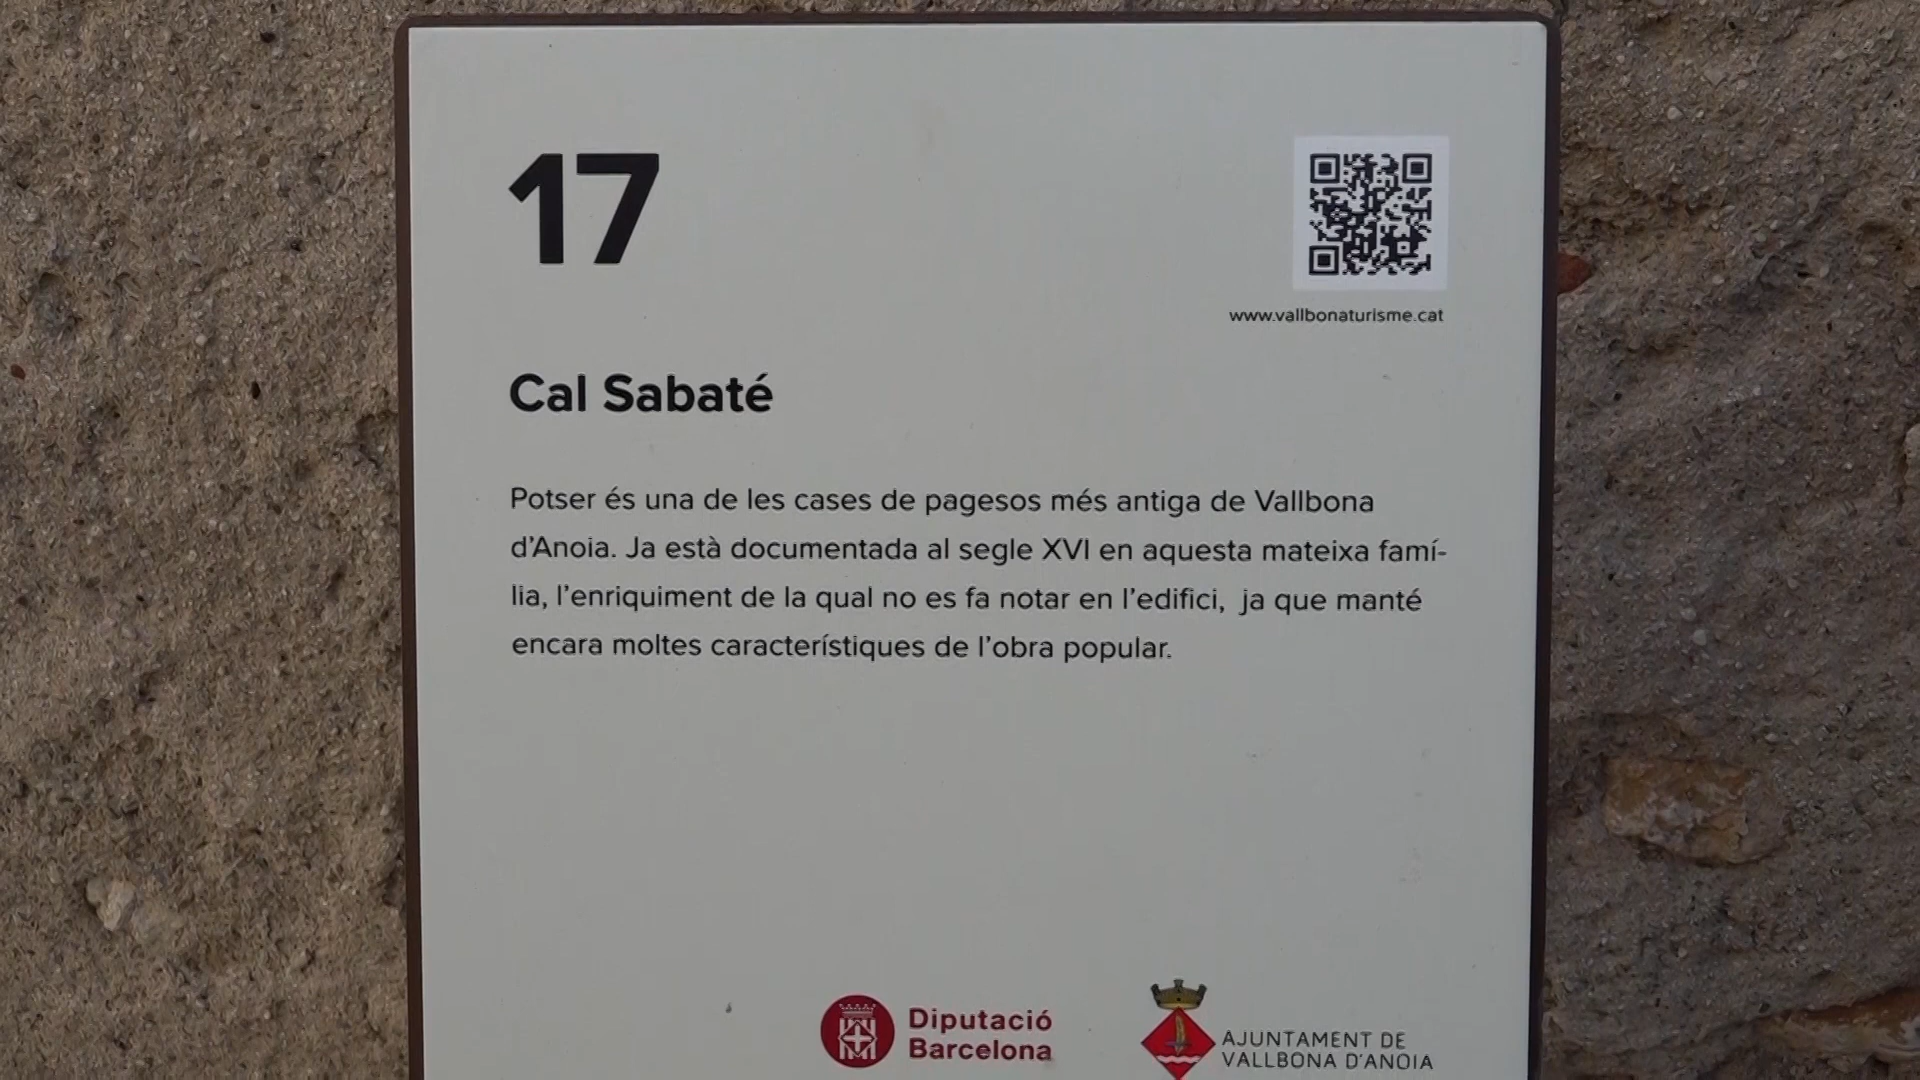 17
www.vallbonaturisme.cat
Cal Sabaté
Potser és una de les cases de pagesos més antiga de Vallbona
d'Anoia. Ja està documentada al segle XVI en aquesta mateixa famí-
lia, l'enriquiment de la qual no es fa notar en l'edifici, ja que manté
encara moltes característiques de l'obra popular.
Diputació
Barcelona
AJUNTAMENT DE
VALLBONA D'ANOIA